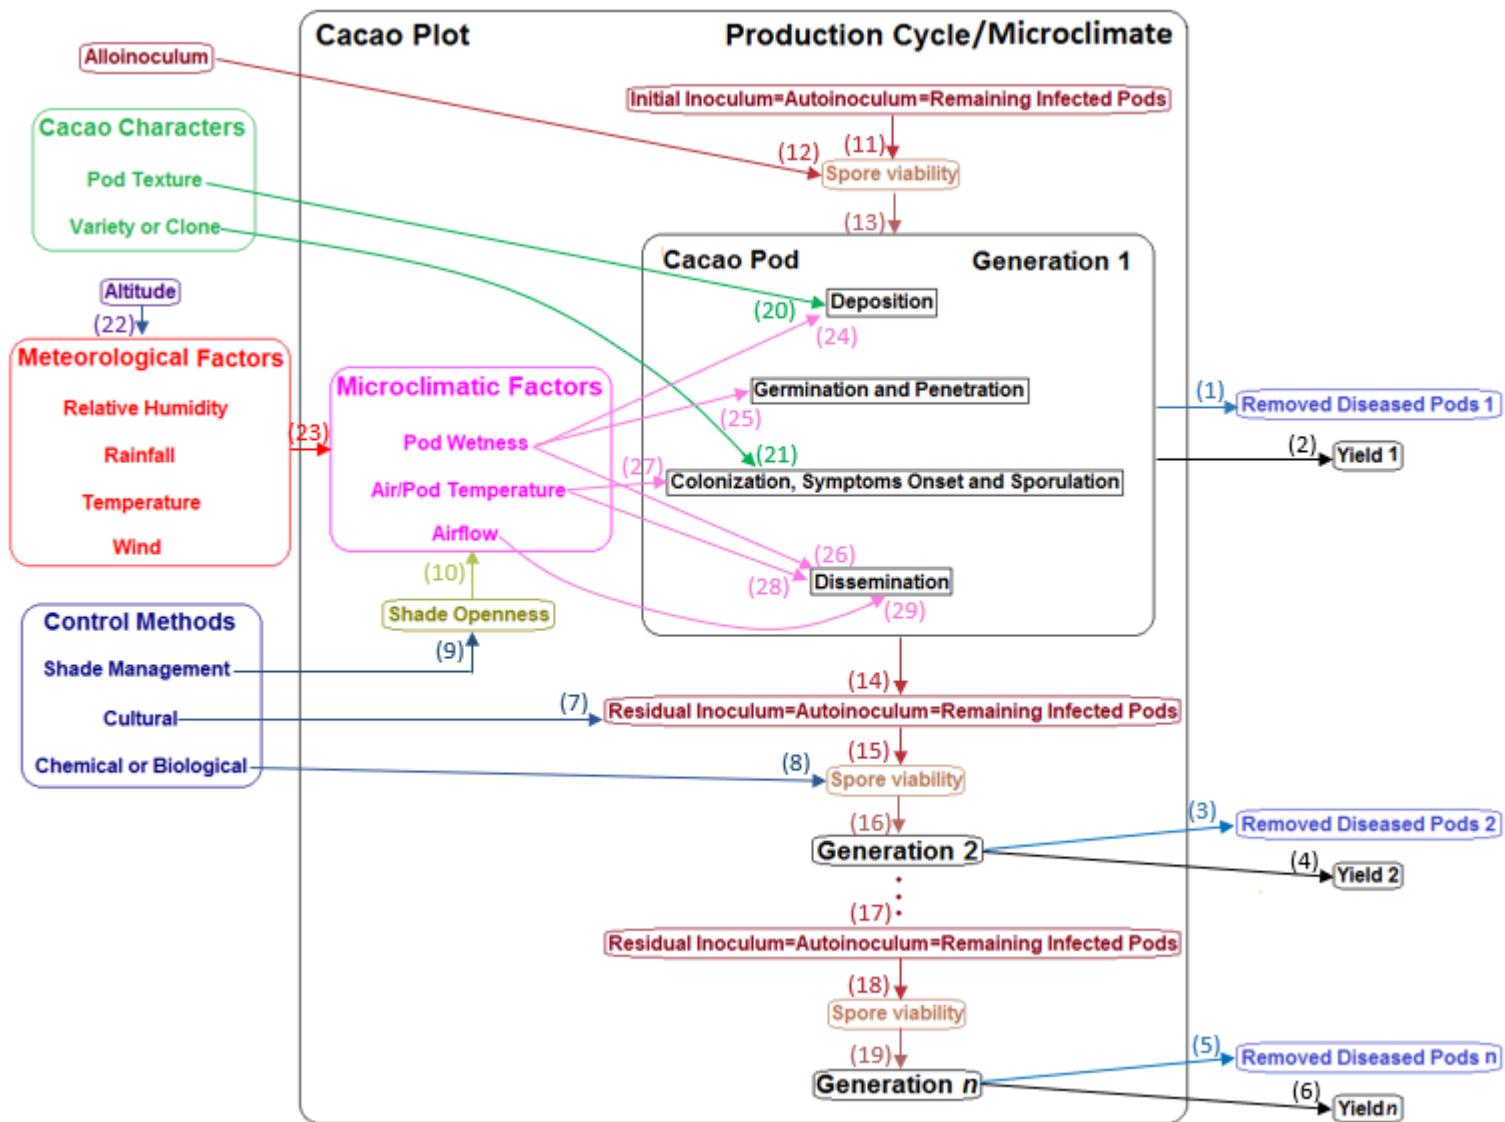 Cacao Plot
Production Cycle/Microclimate
Alloinoculum
Initial Inoculum=Autoinoculum=Remaining Infected Pods
(11)
(12)
Spore viability
(13)
Cacao Characters
Pod Texture
Variety or Clone
Altitude
(22)
Meteorological Factors
Relative Humidity
Rainfall
Temperature
Wind
(23)
Microclimatic Factors
Pod Wetness
Air/Pod Temperature
Airflow
(10)
Shade Openness
(9)
Control Methods
Shade Management
Cultural
Chemical or Biological
(7)
(8)
Cacao Pod
Generation 1
Deposition
(20)
(24)
Germination and Penetration
(25)
(21)
(27)
Colonization, Symptoms Onset and Sporulation
(26)
(28)
Dissemination
(29)
(1)
Removed Diseased Pods 1
(2)
Yield 1
(14)
Residual Inoculum=Autoinoculum=Remaining Infected Pods
(15)
Spore viability
(16)
Generation 2
(3)
Removed Diseased Pods 2
(4)
Yield 2
(17)
Residual Inoculum=Autoinoculum=Remaining Infected Pods
(18)
Spore viability
(19)
Generation n
(5)
Removed Diseased Pods n
(6)
Yield n